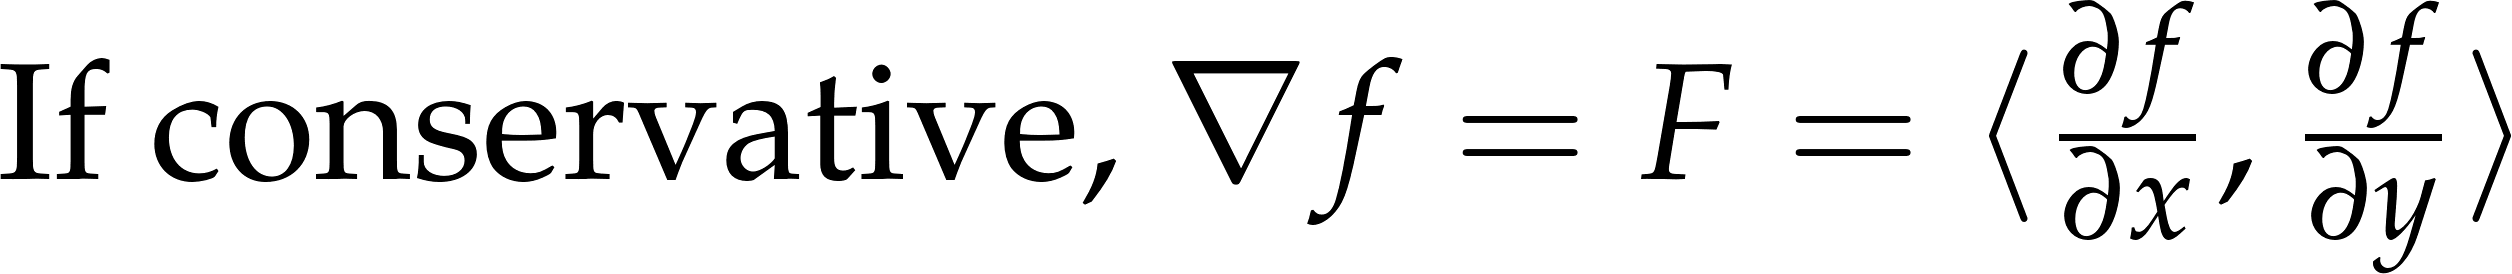 If conservative, ∇f = F = ⟨∂f/∂x, ∂f/∂y⟩